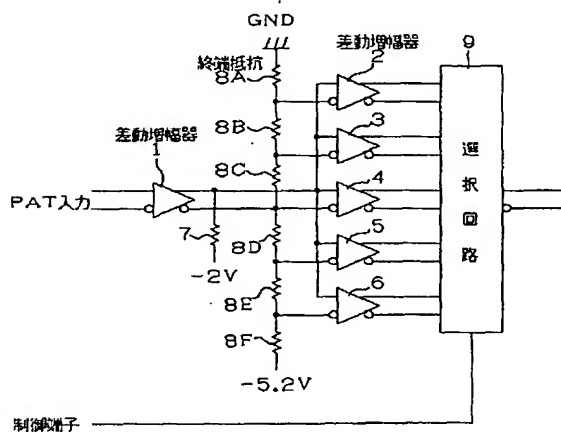 GND
終端抵抗
8A
差動増幅器
2
9
8B
3
差動増幅器
1
8C
4
選択回路
PAT入力
7
8D
5
-2V
8E
6
8F
-5.2V
制御端子